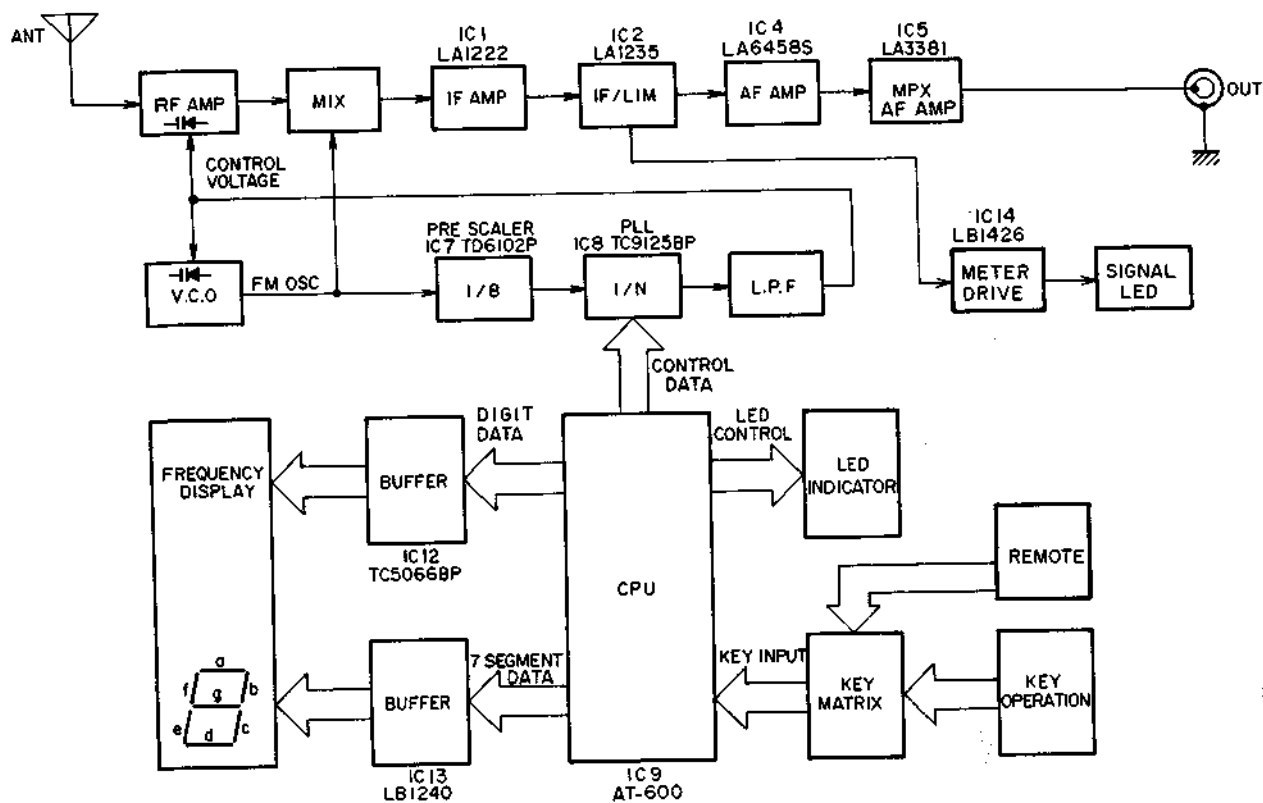 ANT
IC1
LA1222
IC2
LA1235
IC4
LA6458S
IC5
LA3381
RF AMP
MIX
IF AMP
IF/LIM
AF AMP
MPX
AF AMP
OUT
CONTROL
VOLTAGE
PRE SCALER
IC7 TD6102P
PLL
IC8 TC9125BP
IC14
LB1426
V.C.O
FM OSC
1/8
1/N
L.P.F
METER
DRIVE
SIGNAL
LED
CONTROL
DATA
DIGIT
DATA
LED
CONTROL
FREQUENCY
DISPLAY
BUFFER
LED
INDICATOR
IC12
TC5066BP
CPU
REMOTE
7 SEGMENT
DATA
KEY INPUT
a
f
g
b
e
d
c
BUFFER
KEY
MATRIX
KEY
OPERATION
IC13
LB1240
IC9
AT-600